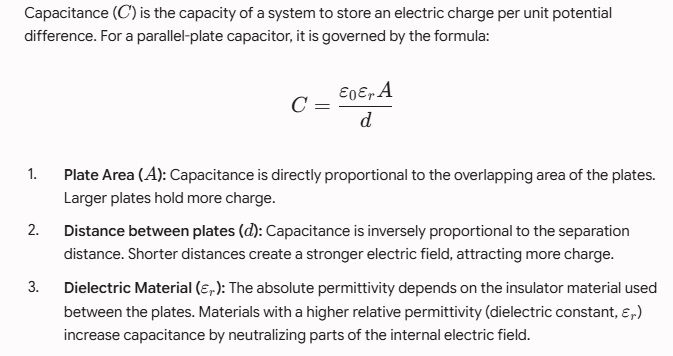 Capacitance (C) is the capacity of a system to store an electric charge per unit potential
difference. For a parallel-plate capacitor, it is governed by the formula:
C = ε₀εᵣA / d
1. Plate Area (A): Capacitance is directly proportional to the overlapping area of the plates.
Larger plates hold more charge.
2. Distance between plates (d): Capacitance is inversely proportional to the separation
distance. Shorter distances create a stronger electric field, attracting more charge.
3. Dielectric Material (εᵣ): The absolute permittivity depends on the insulator material used
between the plates. Materials with a higher relative permittivity (dielectric constant, εᵣ)
increase capacitance by neutralizing parts of the internal electric field.